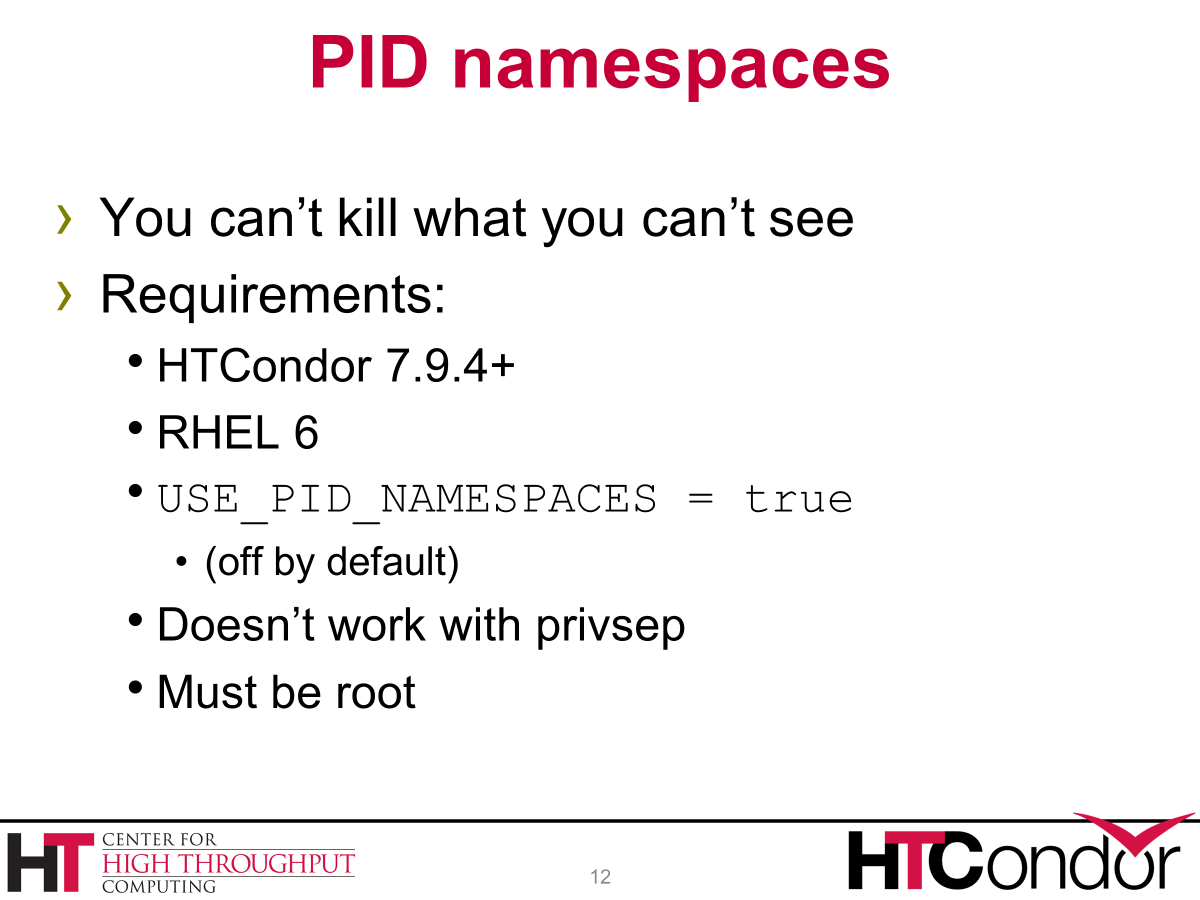 PID namespaces
› You can’t kill what you can’t see
› Requirements:
• HTCondor 7.9.4+
• RHEL 6
• USE_PID_NAMESPACES = true
• (off by default)
• Doesn’t work with privsep
• Must be root
HT CENTER FOR
HIGH THROUGHPUT
COMPUTING
12
HTCondor